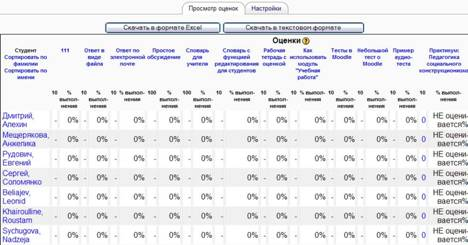 Просмотр оценок Настройки
Скачать в формате Excel Скачать в текстовом формате
Оценки
Студент
Сортировать по фамилии
Сортировать по имени
111
Ответ в
виде
файла
Ответ по
электронной
почте
Простое
обсуждение
Словарь
для
учителя
Словарь с
функцией
редактирования
для студентов
Рабочая
тетрадь с
оценкой
Как
использовать
модуль
"Учебная
работа"
Тесты в
Moodle
Небольшой
тест о
Moodle
Пример
аудио-
теста
Практикум:
Педагогика
социального
конструкционизма
10 % выпол- 10 % выпол- 10 % выпол- 100 % выпол- 100 % выпол- 10 % выпол- 10 % выпол- 10 % выпол- 10 % выпол- 10 % выпол- 10 % выпол- 10 % выполнения
нения нения нения нения нения нения нения нения нения нения нения
Дмитрий,
Алехин
- 0% - 0% - 0% - 0% - 0% - 0% - 0% - 0% - 0% - 0% - 0% 0 НЕ оцени-
вается%
Мещерякова,
Анжелика
- 0% - 0% - 0% - 0% - 0% - 0% - 0% - 0% - 0% - 0% - 0% 0 НЕ оцени-
вается%
Рудович,
Евгений
- 0% - 0% - 0% - 0% - 0% - 0% - 0% - 0% - 0% - 0% - 0% 0 НЕ оцени-
вается%
Сергей,
Соломянко
- 0% - 0% - 0% - 0% - 0% - 0% - 0% - 0% - 0% - 0% - 0% 0 НЕ оцени-
вается%
Beliajev,
Leonid
- 0% - 0% - 0% - 0% - 0% - 0% - 0% - 0% - 0% - 0% - 0% 0 НЕ оцени-
вается%
Khairoulline,
Roustam
- 0% - 0% - 0% - 0% - 0% - 0% - 0% - 0% - 0% - 0% - 0% 0 НЕ оцени-
вается%
Sychugova,
Nadzeja
- 0% - 0% - 0% - 0% - 0% - 0% - 0% - 0% - 0% - 0% - 0% 0 НЕ оцени-
вается%